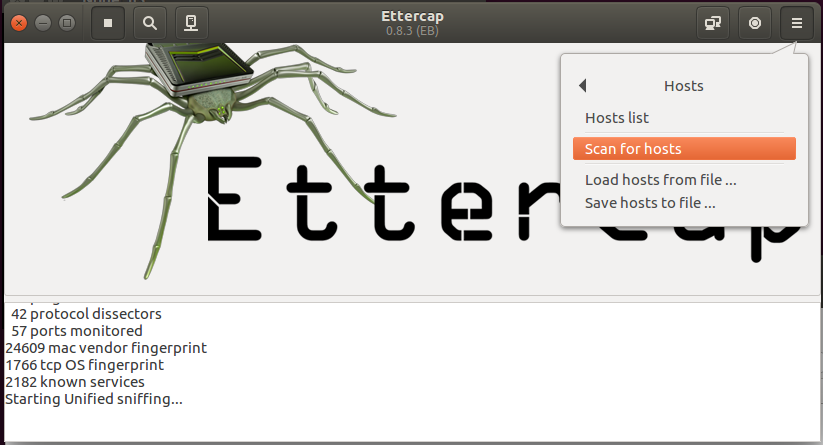 Ettercap
0.8.3 (EB)
Hosts
Hosts list
Scan for hosts
Load hosts from file ...
Save hosts to file ...
Ettercap
42 protocol dissectors
57 ports monitored
24609 mac vendor fingerprint
1766 tcp OS fingerprint
2182 known services
Starting Unified sniffing...